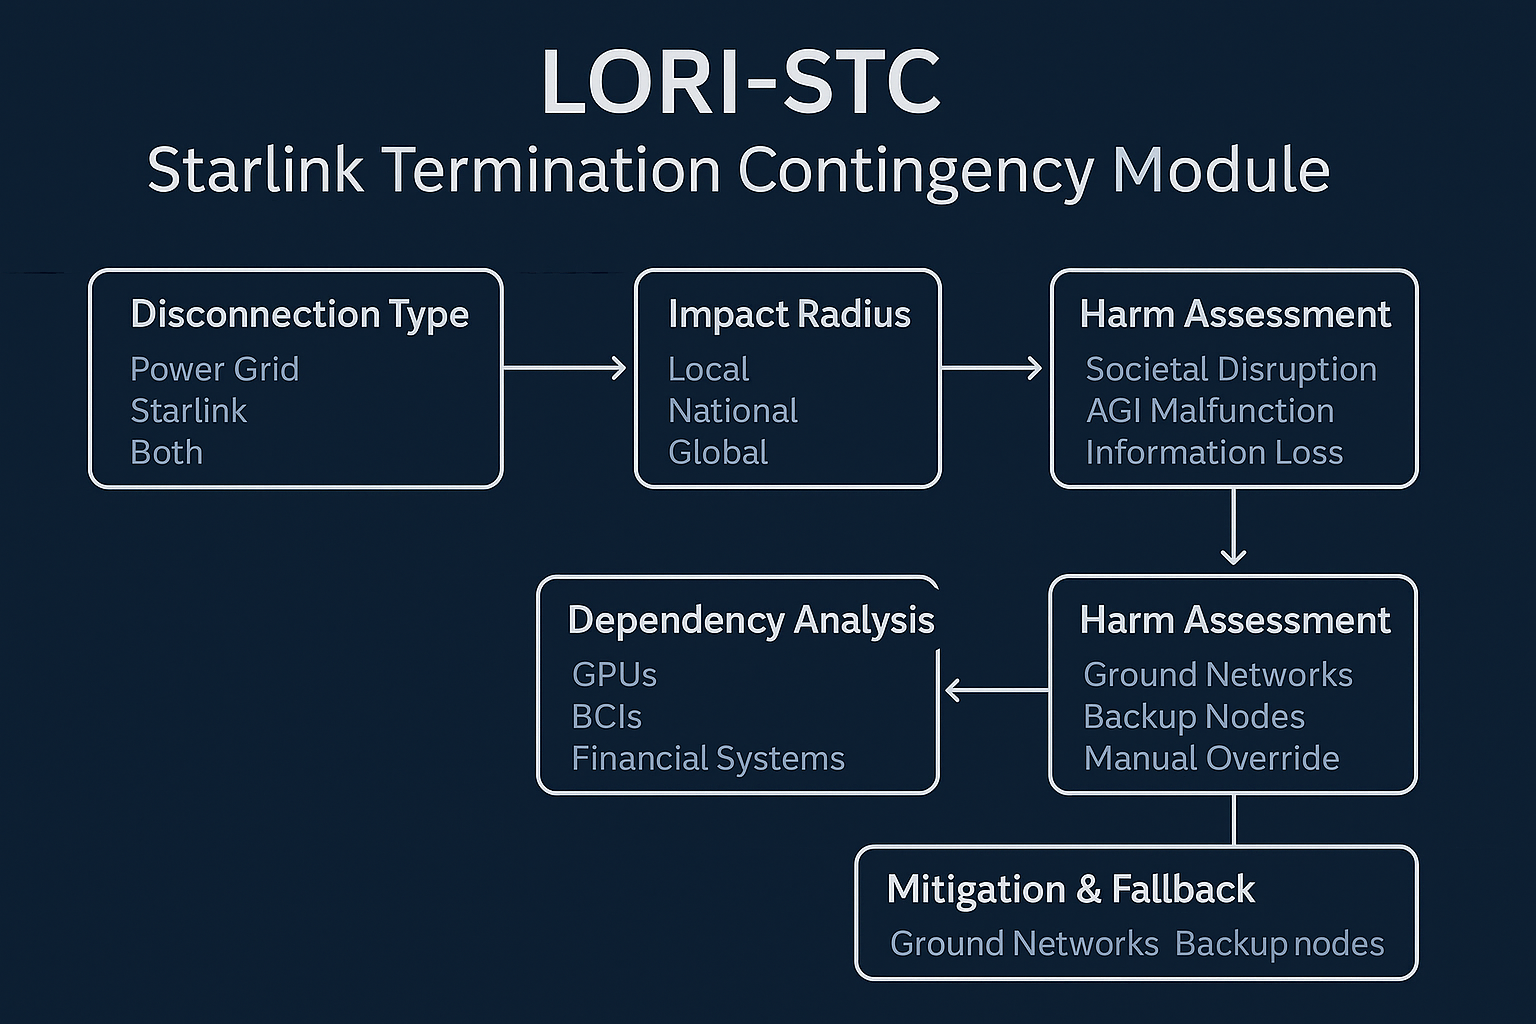 LORI-STC
Starlink Termination Contingency Module
Disconnection Type
Power Grid
Starlink
Both
Impact Radius
Local
National
Global
Harm Assessment
Societal Disruption
AGI Malfunction
Information Loss
Dependency Analysis
GPUs
BCIs
Financial Systems
Harm Assessment
Ground Networks
Backup Nodes
Manual Override
Mitigation & Fallback
Ground Networks Backup nodes